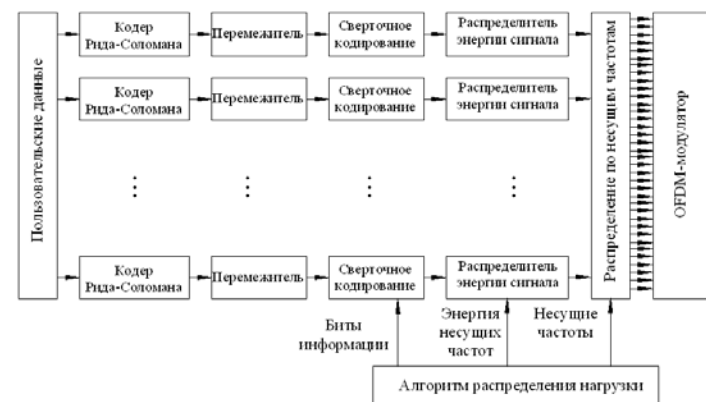 Пользовательские данные
Кодер
Рида-Соломана
Перемежитель
Сверточное
кодирование
Распределитель
энергии сигнала
Кодер
Рида-Соломана
Перемежитель
Сверточное
кодирование
Распределитель
энергии сигнала
Кодер
Рида-Соломана
Перемежитель
Сверточное
кодирование
Распределитель
энергии сигнала
Распределение по несущим частотам
OFDM-модулятор
Биты
информации
Энергия
несущих
частот
Несущие
частоты
Алгоритм распределения нагрузки